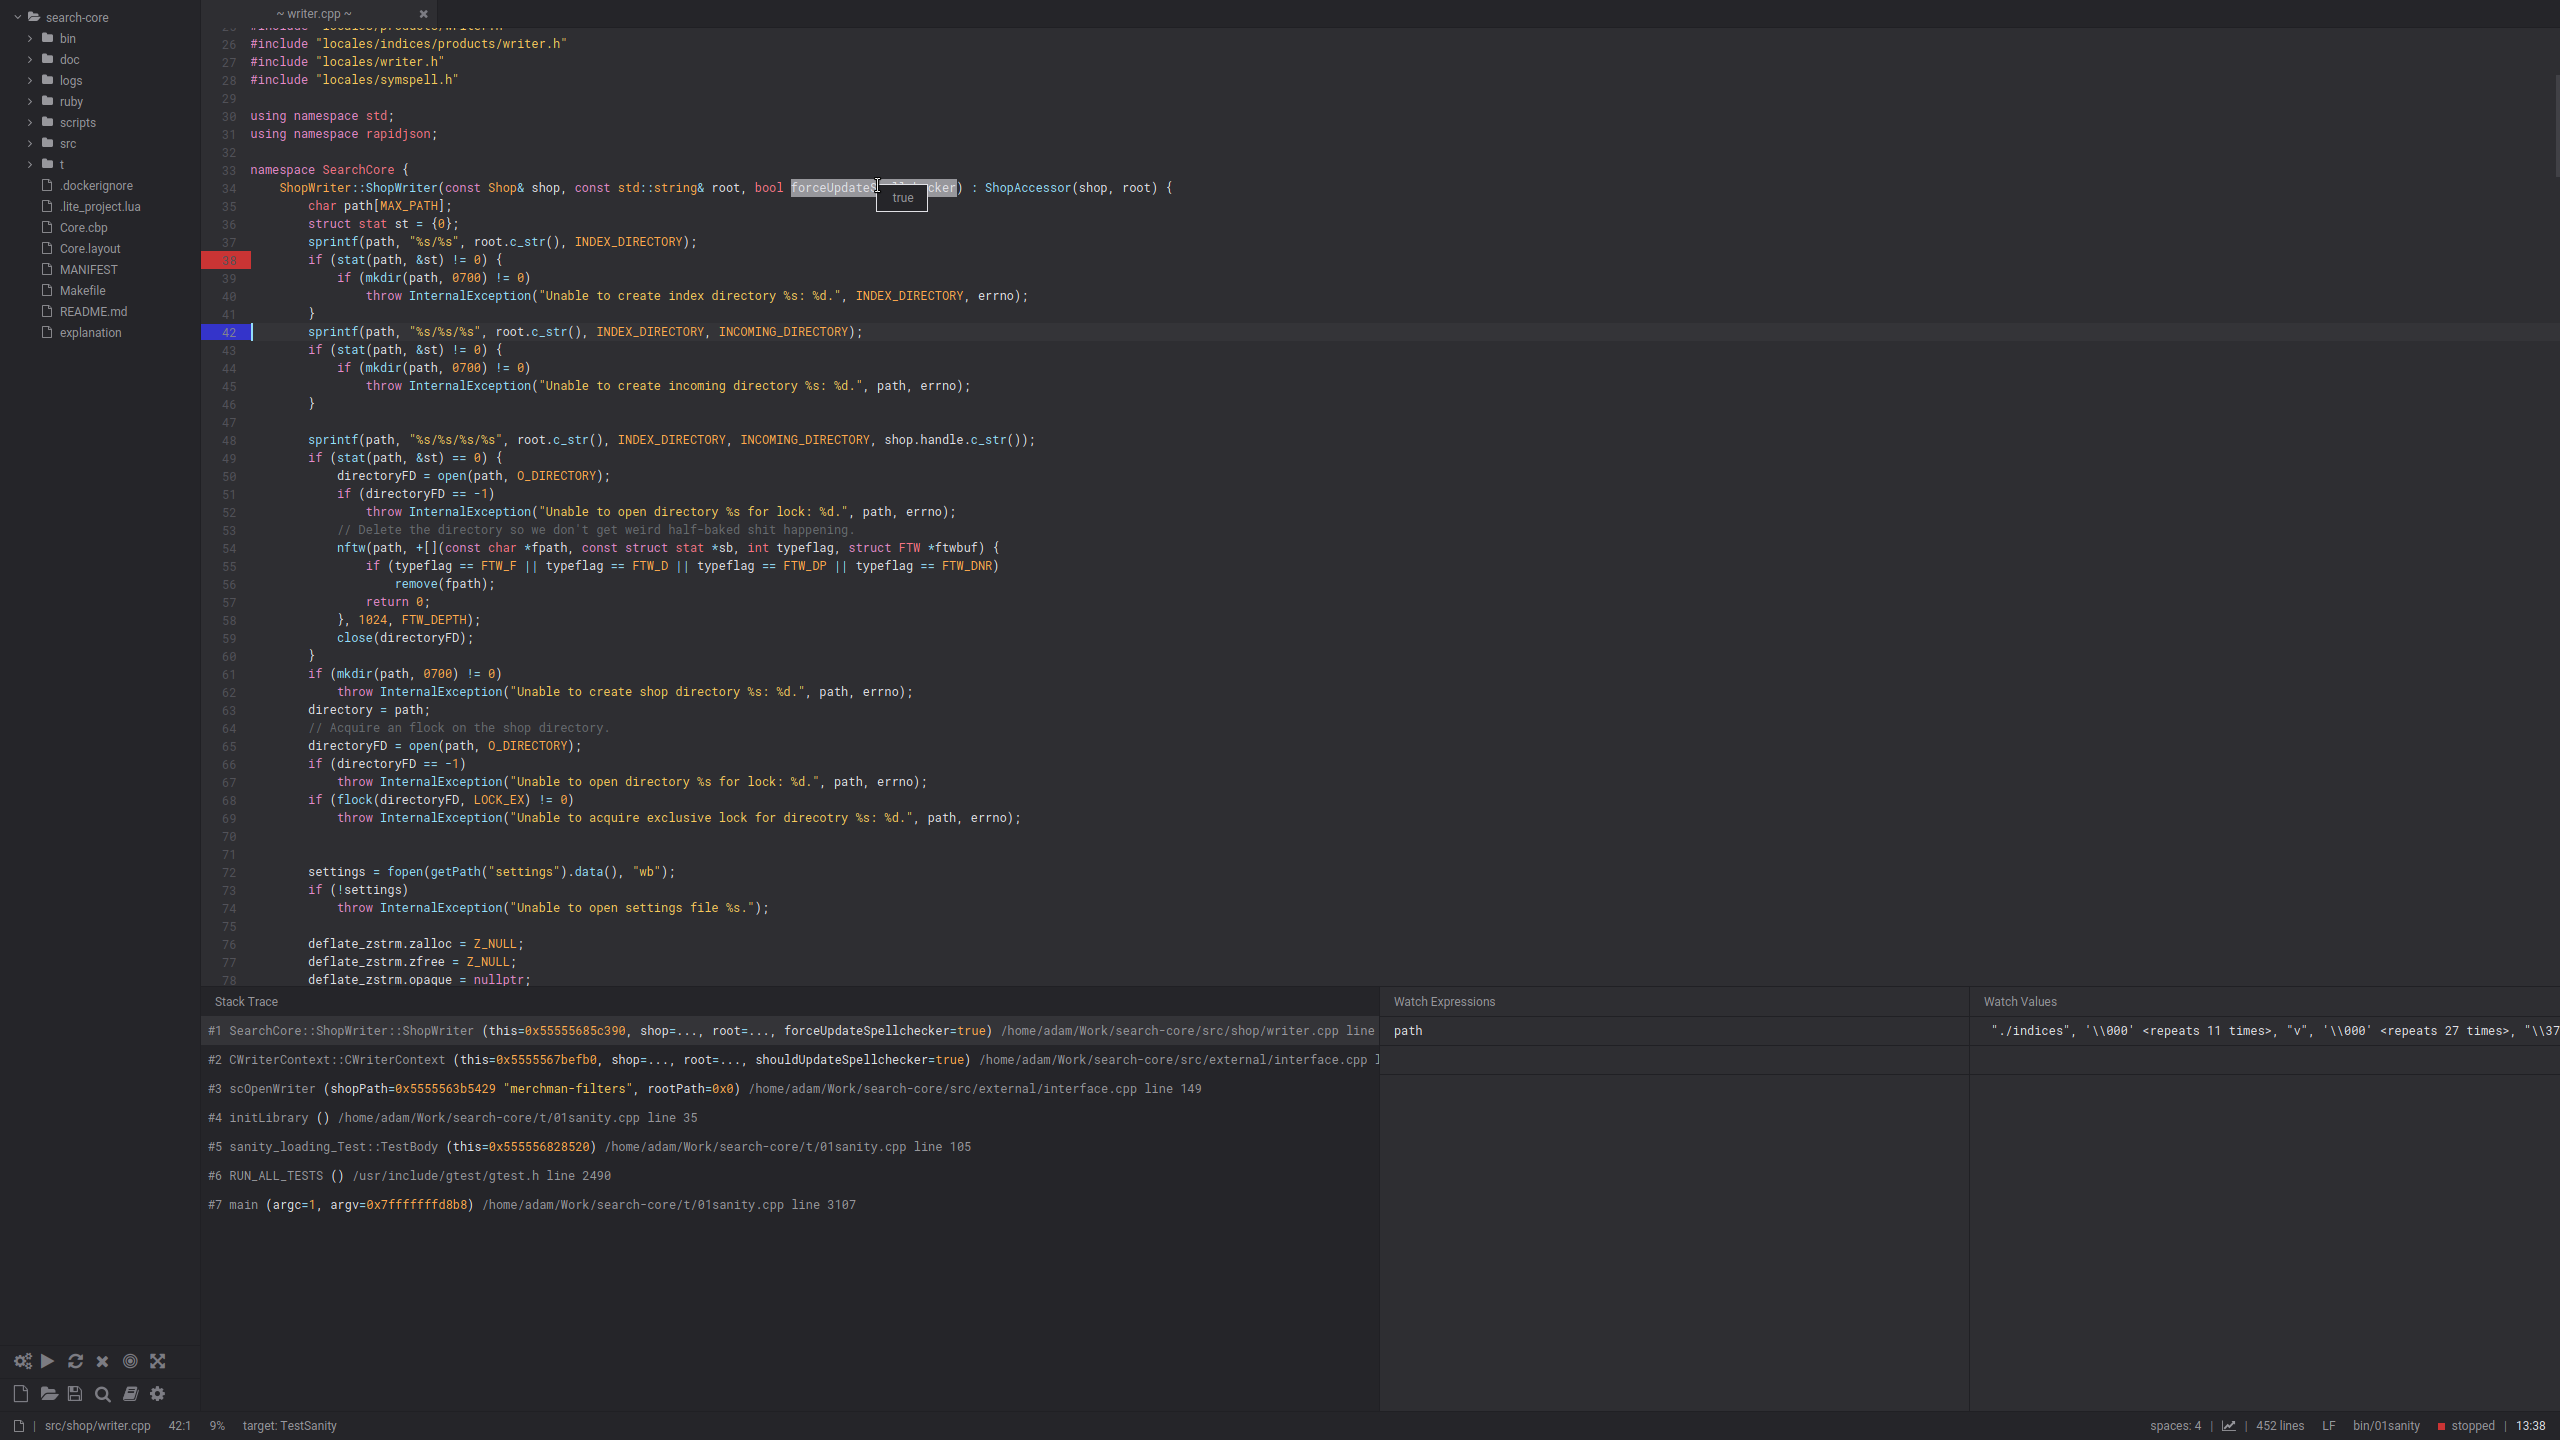 search-core
bin
doc
logs
ruby
scripts
src
t
.dockerignore
.lite_project.lua
Core.cbp
Core.layout
MANIFEST
Makefile
README.md
explanation
~ writer.cpp ~
26 #include "locales/indices/products/writer.h"
27 #include "locales/writer.h"
28 #include "locales/symspell.h"
29
30 using namespace std;
31 using namespace rapidjson;
32
33 namespace SearchCore {
34 ShopWriter::ShopWriter(const Shop& shop, const std::string& root, bool forceUpdateS cker) : ShopAccessor(shop, root) {
true
35 char path[MAX_PATH];
36 struct stat st = {0};
37 sprintf(path, "%s/%s", root.c_str(), INDEX_DIRECTORY);
38 if (stat(path, &st) != 0) {
39 if (mkdir(path, 0700) != 0)
40 throw InternalException("Unable to create index directory %s: %d.", INDEX_DIRECTORY, errno);
41 }
42 sprintf(path, "%s/%s/%s", root.c_str(), INDEX_DIRECTORY, INCOMING_DIRECTORY);
43 if (stat(path, &st) != 0) {
44 if (mkdir(path, 0700) != 0)
45 throw InternalException("Unable to create incoming directory %s: %d.", path, errno);
46 }
47
48 sprintf(path, "%s/%s/%s/%s", root.c_str(), INDEX_DIRECTORY, INCOMING_DIRECTORY, shop.handle.c_str());
49 if (stat(path, &st) == 0) {
50 directoryFD = open(path, O_DIRECTORY);
51 if (directoryFD == -1)
52 throw InternalException("Unable to open directory %s for lock: %d.", path, errno);
53 // Delete the directory so we don't get weird half-baked shit happening.
54 nftw(path, +[](const char *fpath, const struct stat *sb, int typeflag, struct FTW *ftwbuf) {
55 if (typeflag == FTW_F || typeflag == FTW_D || typeflag == FTW_DP || typeflag == FTW_DNR)
56 remove(fpath);
57 return 0;
58 }, 1024, FTW_DEPTH);
59 close(directoryFD);
60 }
61 if (mkdir(path, 0700) != 0)
62 throw InternalException("Unable to create shop directory %s: %d.", path, errno);
63 directory = path;
64 // Acquire an flock on the shop directory.
65 directoryFD = open(path, O_DIRECTORY);
66 if (directoryFD == -1)
67 throw InternalException("Unable to open directory %s for lock: %d.", path, errno);
68 if (flock(directoryFD, LOCK_EX) != 0)
69 throw InternalException("Unable to acquire exclusive lock for direcotry %s: %d.", path, errno);
70
71
72 settings = fopen(getPath("settings").data(), "wb");
73 if (!settings)
74 throw InternalException("Unable to open settings file %s.");
75
76 deflate_zstrm.zalloc = Z_NULL;
77 deflate_zstrm.zfree = Z_NULL;
78 deflate_zstrm.opaque = nullptr;
Stack Trace
#1 SearchCore::ShopWriter::ShopWriter (this=0x55555685c390, shop=..., root=..., forceUpdateSpellchecker=true) /home/adam/Work/search-core/src/shop/writer.cpp line
#2 CWriterContext::CWriterContext (this=0x5555567befb0, shop=..., root=..., shouldUpdateSpellchecker=true) /home/adam/Work/search-core/src/external/interface.cpp l
#3 scOpenWriter (shopPath=0x5555563b5429 "merchman-filters", rootPath=0x0) /home/adam/Work/search-core/src/external/interface.cpp line 149
#4 initLibrary () /home/adam/Work/search-core/t/01sanity.cpp line 35
#5 sanity_loading_Test::TestBody (this=0x555556828520) /home/adam/Work/search-core/t/01sanity.cpp line 105
#6 RUN_ALL_TESTS () /usr/include/gtest/gtest.h line 2490
#7 main (argc=1, argv=0x7fffffffd8b8) /home/adam/Work/search-core/t/01sanity.cpp line 3107
Watch Expressions
path
Watch Values
"./indices", '\\000' <repeats 11 times>, "v", '\\000' <repeats 27 times>, "\\37
| src/shop/writer.cpp 42:1 9% target: TestSanity
spaces: 4 | | 452 lines LF bin/01sanity stopped | 13:38